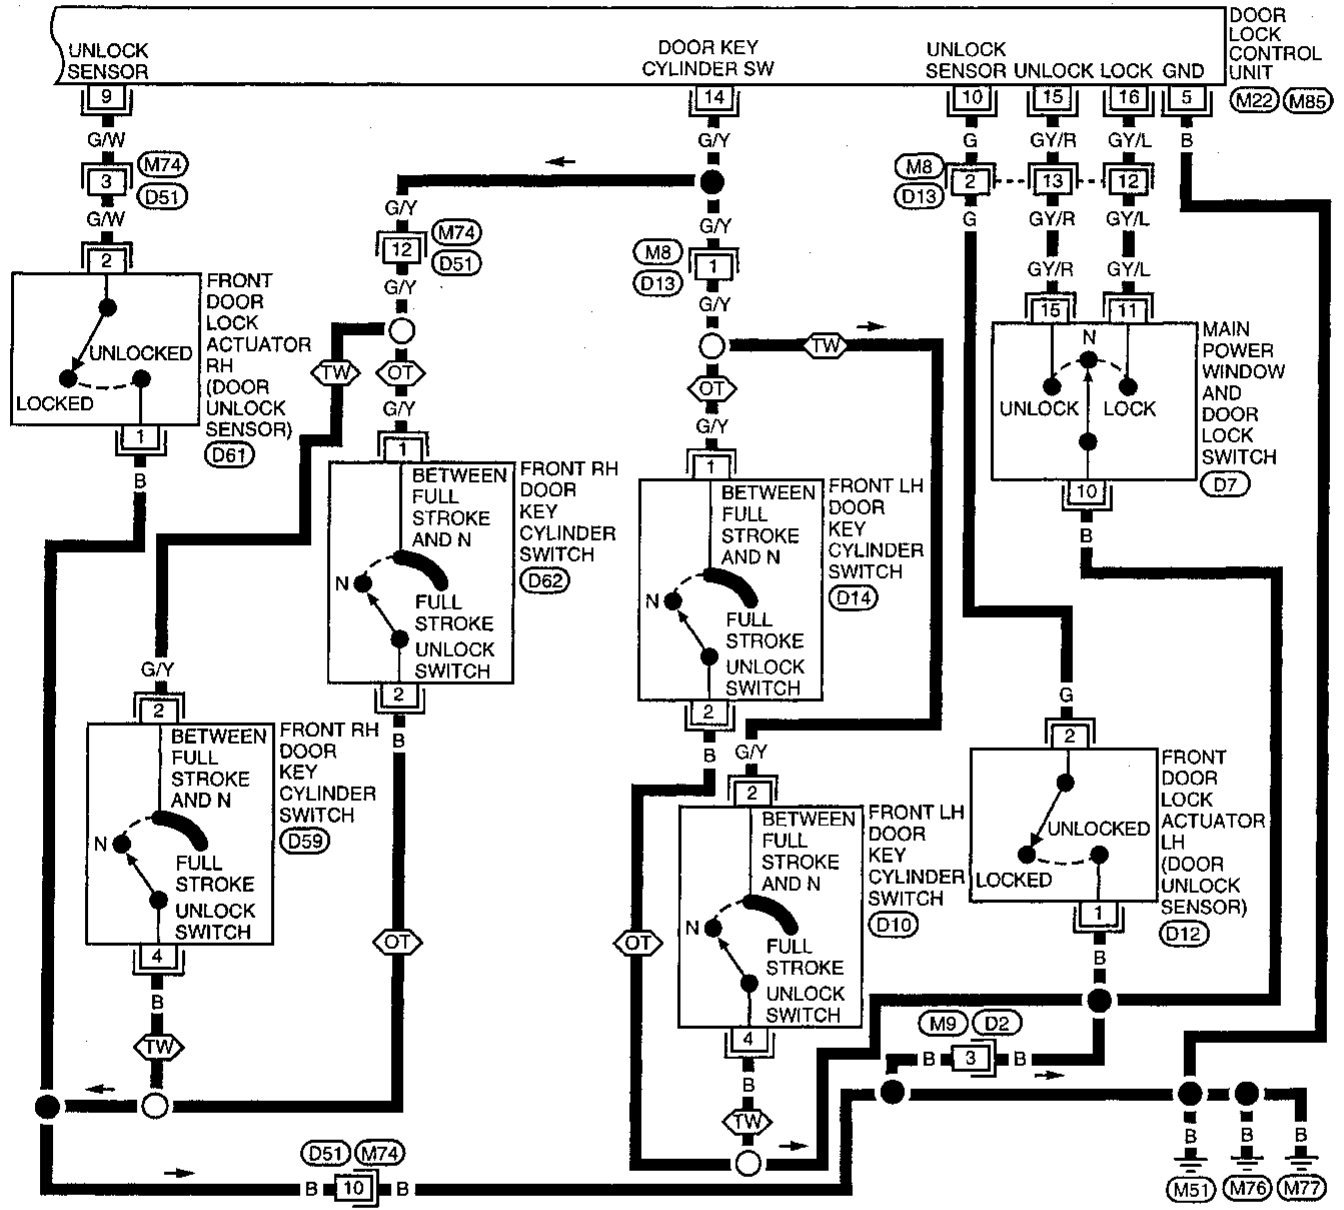 DOOR
LOCK
CONTROL
UNIT
M22 M85
UNLOCK
SENSOR
DOOR KEY
CYLINDER SW
UNLOCK
SENSOR
UNLOCK
LOCK
GND
9
14
10
15
16
5
G/W
G/Y
G
GY/R
GY/L
B
3
M74
D51
G/W
2
FRONT
DOOR
LOCK
ACTUATOR
RH
(DOOR
UNLOCK
SENSOR)
D61
UNLOCKED
LOCKED
1
B
G/Y
12
M74
D51
G/Y
TW
OT
G/Y
1
BETWEEN
FULL
STROKE
AND N
N
FULL
STROKE
UNLOCK
SWITCH
2
B
FRONT RH
DOOR
KEY
CYLINDER
SWITCH
D62
G/Y
M8
D13
1
G/Y
TW
OT
G/Y
1
BETWEEN
FULL
STROKE
AND N
N
FULL
STROKE
UNLOCK
SWITCH
2
B
FRONT LH
DOOR
KEY
CYLINDER
SWITCH
D14
M8
D13
2
13
12
G
GY/R
GY/L
GY/R
GY/L
15
11
N
UNLOCK
LOCK
10
B
MAIN
POWER
WINDOW
AND
DOOR
LOCK
SWITCH
D7
G/Y
2
BETWEEN
FULL
STROKE
AND N
N
FULL
STROKE
UNLOCK
SWITCH
4
B
TW
FRONT RH
DOOR
KEY
CYLINDER
SWITCH
D59
OT
G/Y
2
BETWEEN
FULL
STROKE
AND N
N
FULL
STROKE
UNLOCK
SWITCH
4
B
TW
FRONT LH
DOOR
KEY
CYLINDER
SWITCH
D10
OT
G
2
UNLOCKED
LOCKED
1
B
FRONT
DOOR
LOCK
ACTUATOR
LH
(DOOR
UNLOCK
SENSOR)
D12
M9 D2
B 3 B
D51 M74
B 10 B
B
B
B
M51
M76
M77